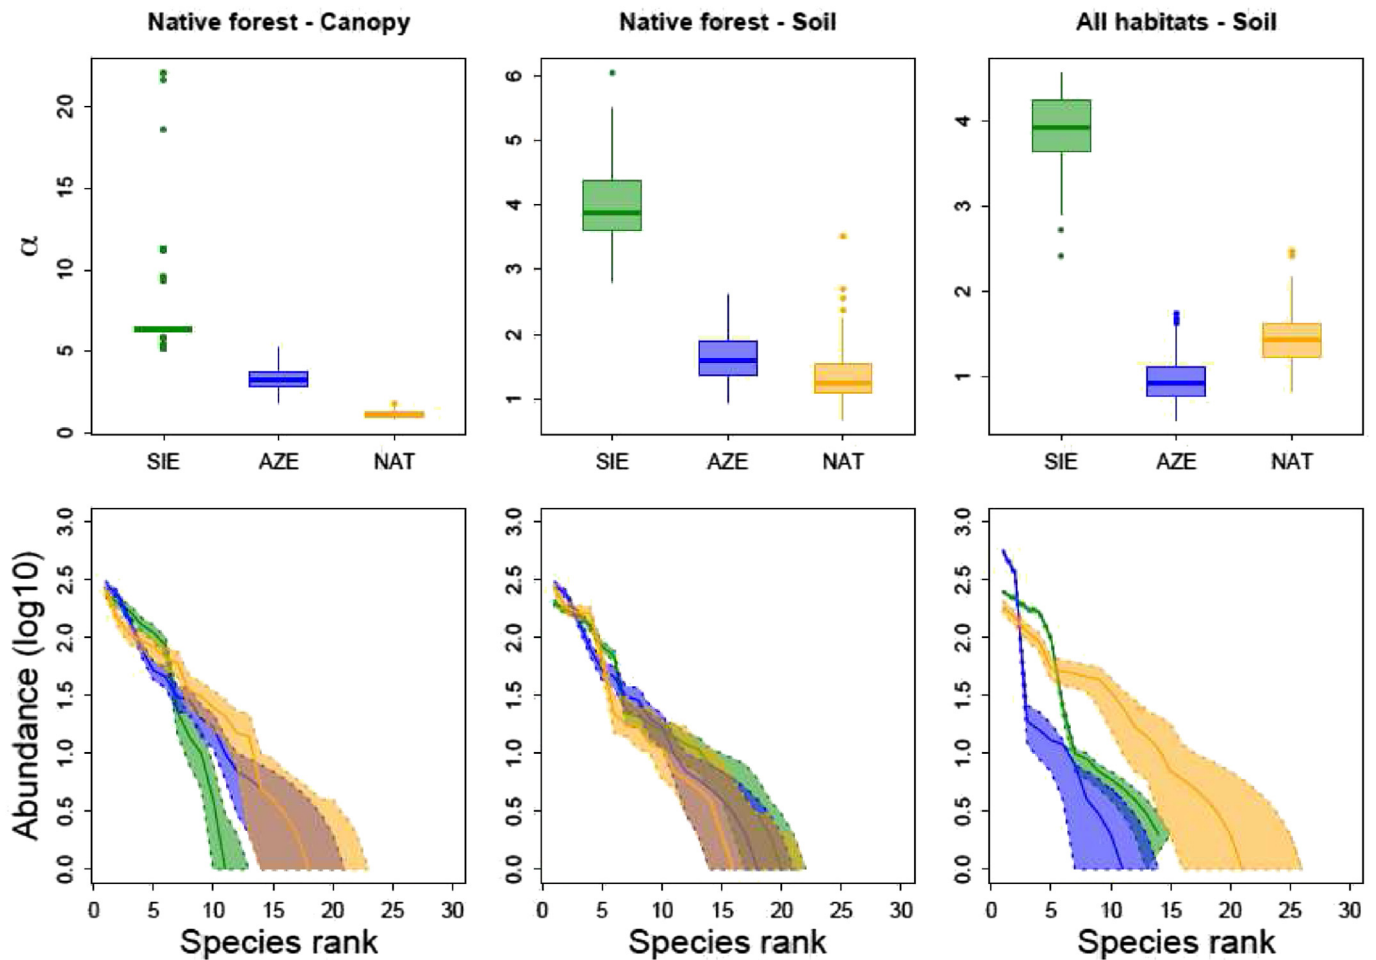 Native forest - Canopy
Native forest - Soil
All habitats - Soil
α
0
5
10
15
20
SIE
AZE
NAT
1
2
3
4
5
6
SIE
AZE
NAT
1
2
3
4
SIE
AZE
NAT
Abundance (log10)
0.0
0.5
1.0
1.5
2.0
2.5
3.0
0 5 10 15 20 25 30
Species rank
0.0
0.5
1.0
1.5
2.0
2.5
3.0
0 5 10 15 20 25 30
Species rank
0.0
0.5
1.0
1.5
2.0
2.5
3.0
0 5 10 15 20 25 30
Species rank